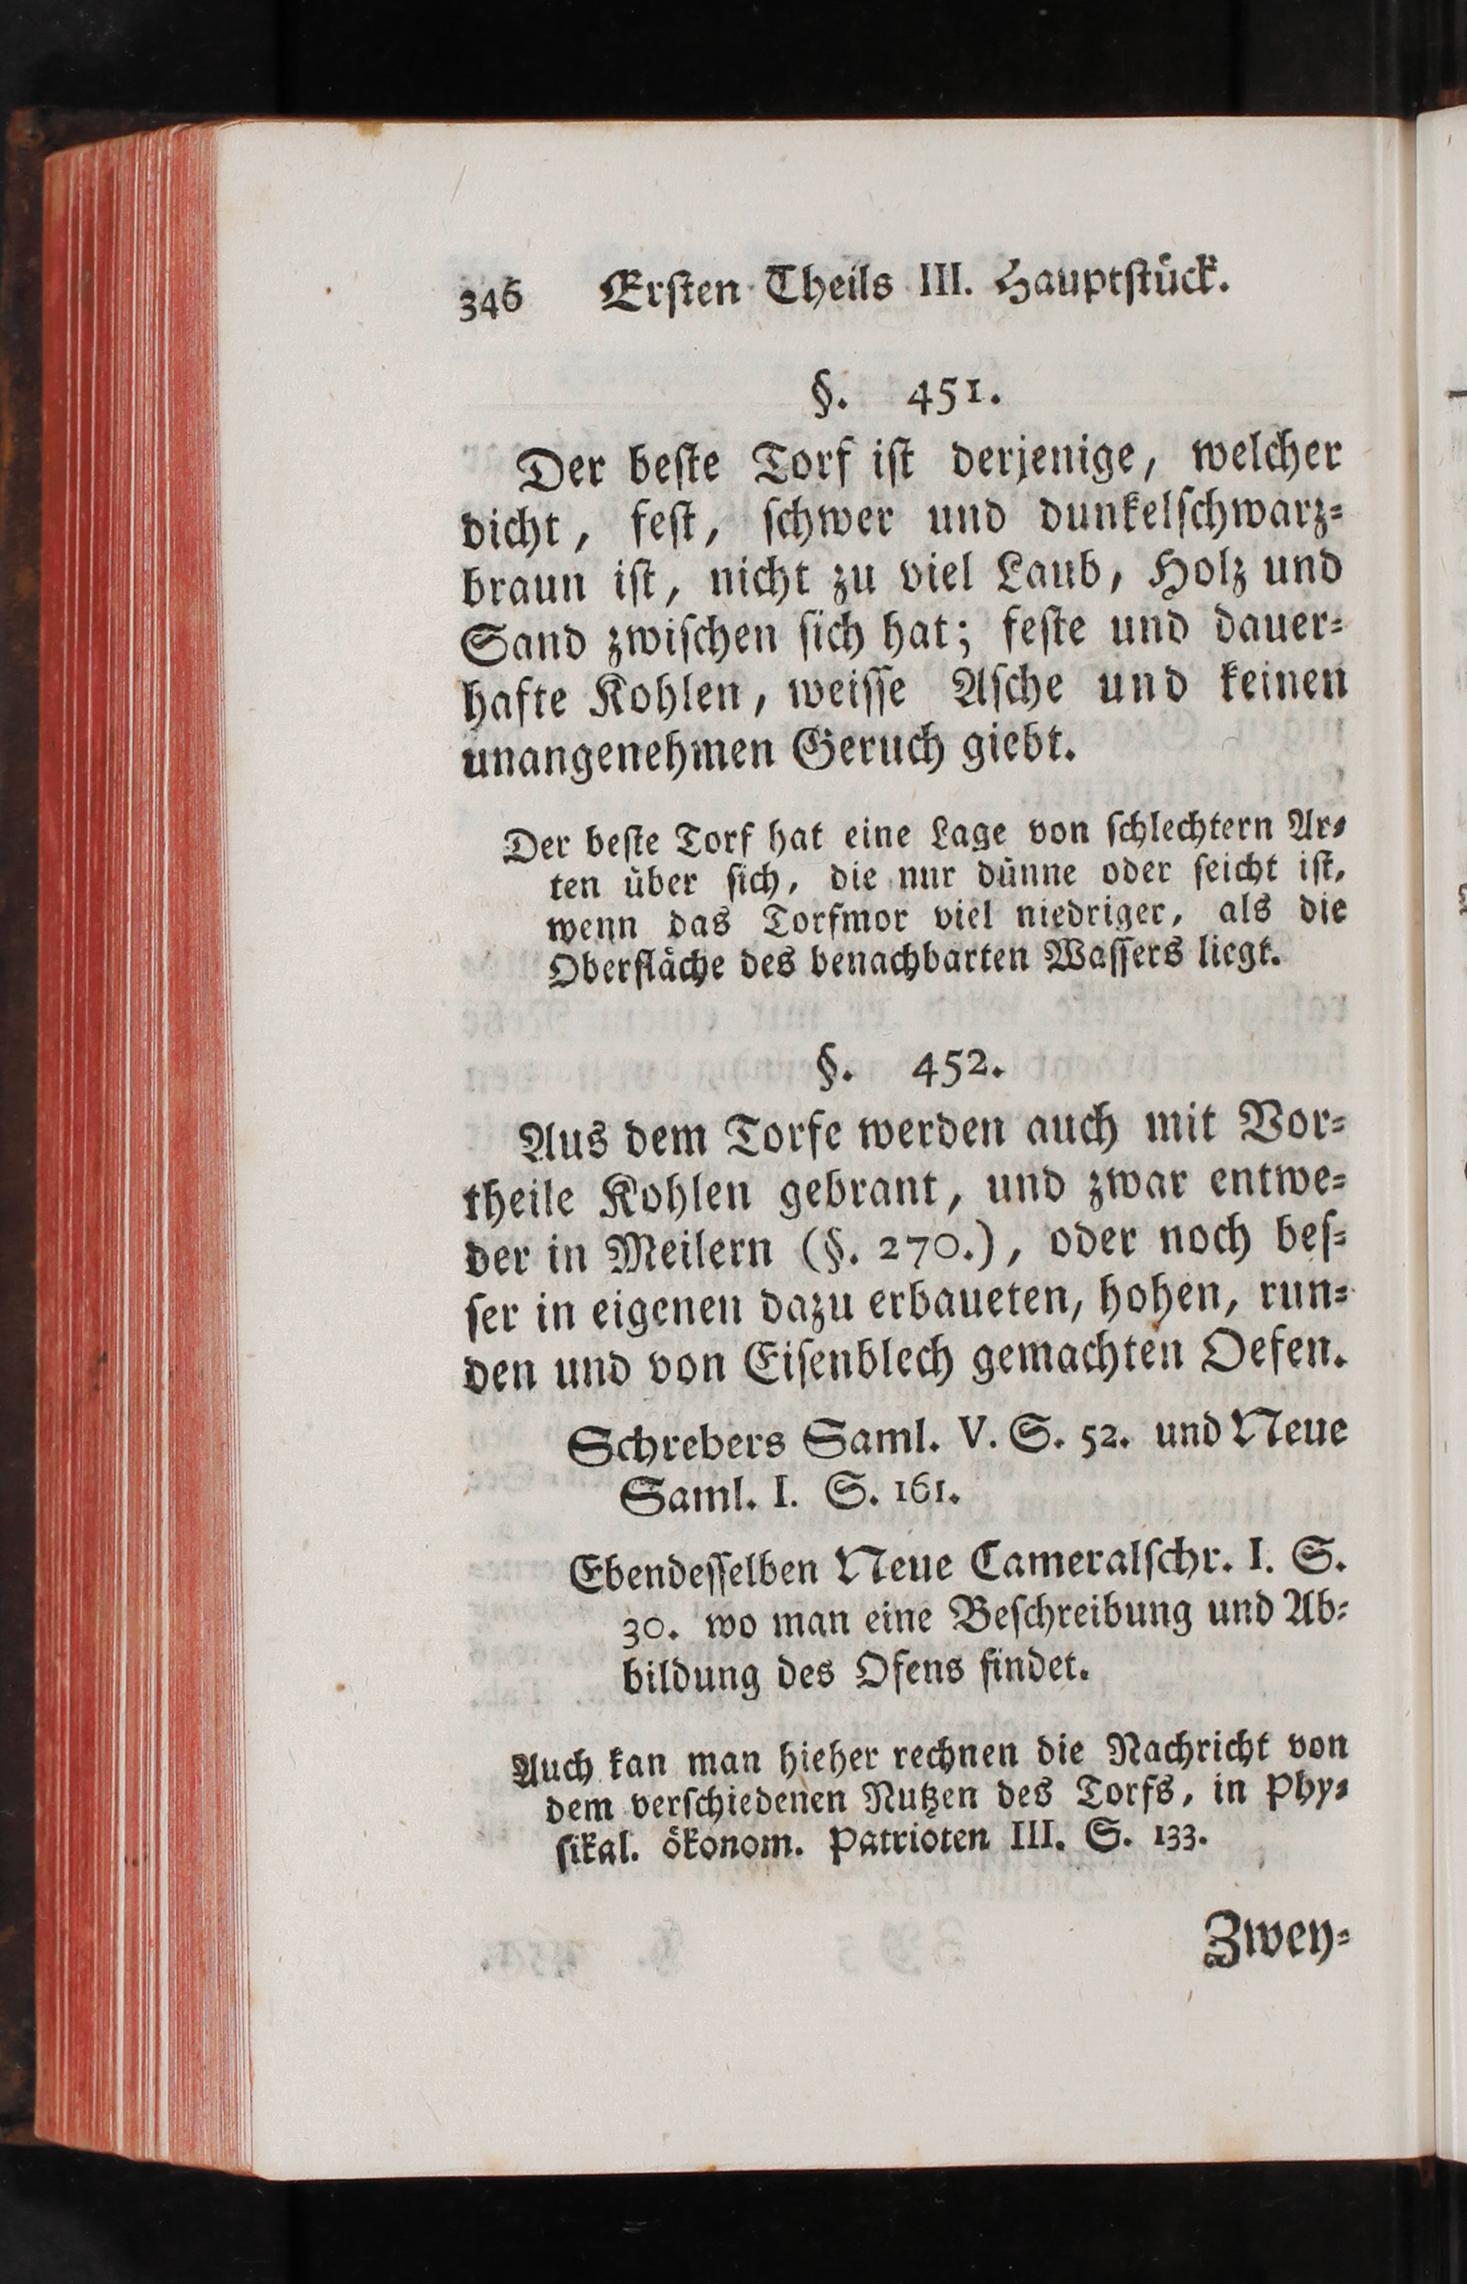 346 Ersten Theils III. Hauptstück.
§. 451.
Der beste Torf ist derjenige, welcher
dicht, fest, schwer und dunkelschwarz-
braun ist, nicht zu viel Laub, Holz und
Sand zwischen sich hat; feste und dauer-
hafte Kohlen, weisse Asche und keinen
unangenehmen Geruch giebt.
Der beste Torf hat eine Lage von schlechtern Ar-
ten über sich, die nur dünne oder seicht ist,
wenn das Torfmor viel niedriger, als die
Oberfläche des benachbarten Wassers liegt.
§. 452.
Aus dem Torfe werden auch mit Vor-
theile Kohlen gebrant, und zwar entwe-
der in Meilern (§. 270.), oder noch bes-
ser in eigenen dazu erbaueten, hohen, run-
den und von Eisenblech gemachten Oefen.
Schrebers Saml. V. S. 52. und Neue
Saml. I. S. 161.
Ebendesselben Neue Cameralschr. I. S.
30. wo man eine Beschreibung und Ab-
bildung des Ofens findet.
Auch kan man hieher rechnen die Nachricht von
dem verschiedenen Nutzen des Torfs, in Phy-
sikal. ökonom. Patrioten III. S. 133.
Zwey-